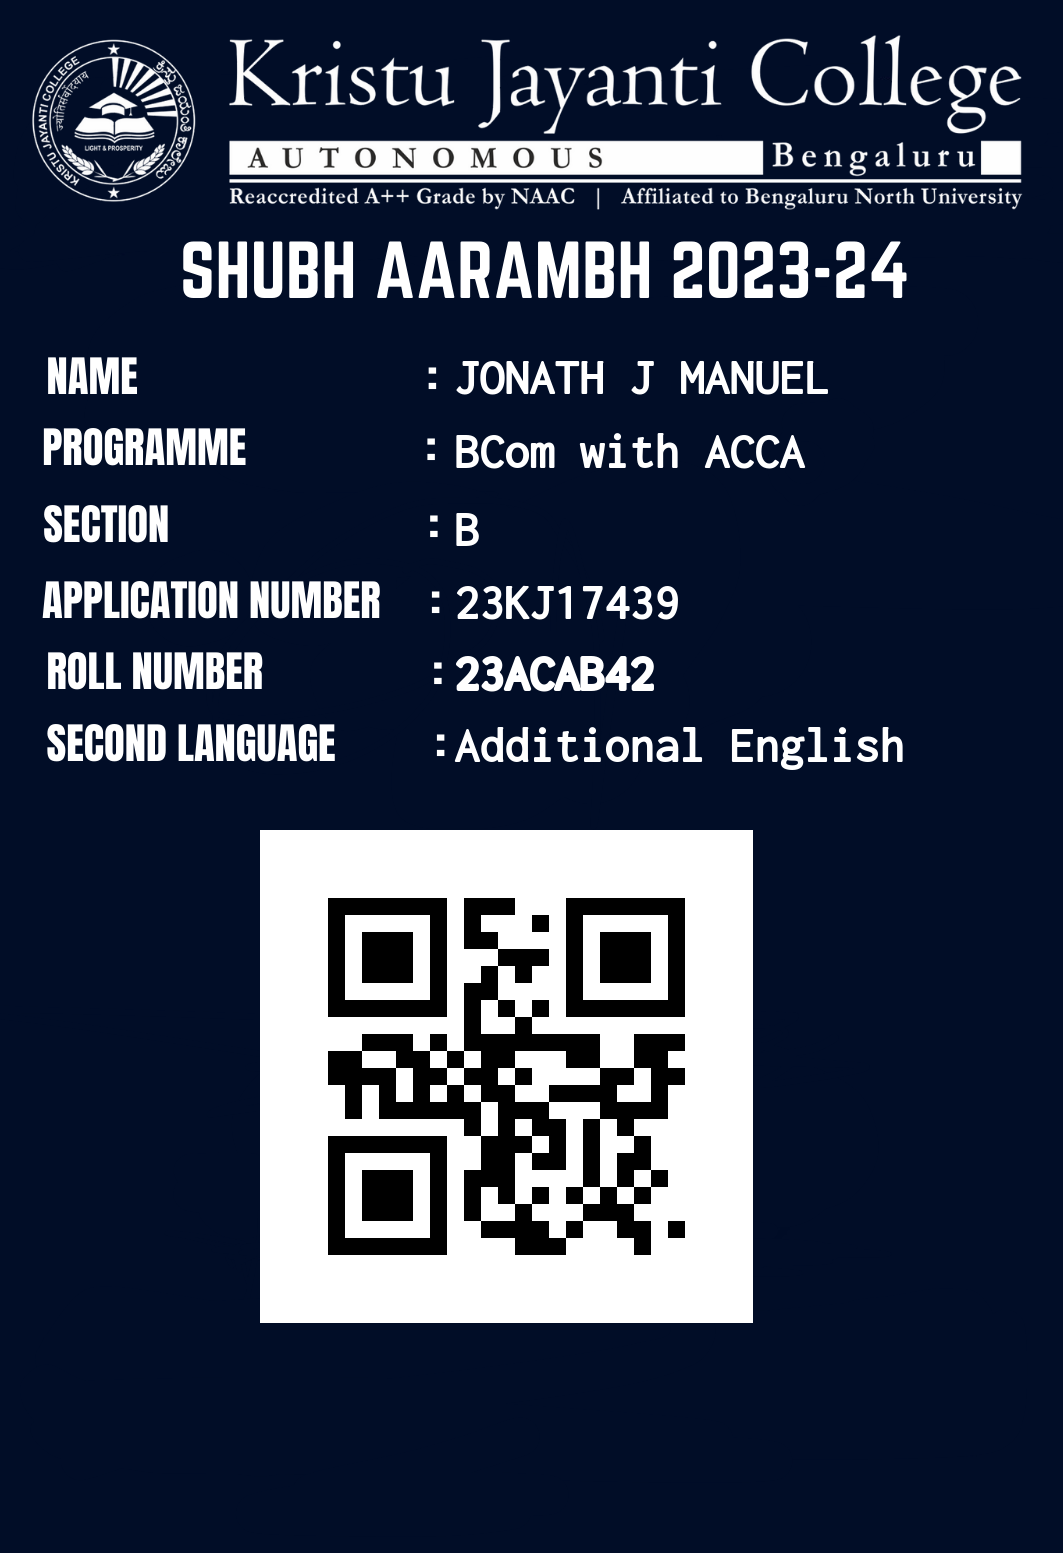 Kristu Jayanti College
AUTONOMOUS Bengaluru
Reaccredited A++ Grade by NAAC | Affiliated to Bengaluru North University
KRISTU JAYANTI COLLEGE
LIGHT & PROSPERITY
SHUBH AARAMBH 2023-24
NAME : JONATH J MANUEL
PROGRAMME : BCom with ACCA
SECTION : B
APPLICATION NUMBER : 23KJ17439
ROLL NUMBER : 23ACAB42
SECOND LANGUAGE : Additional English